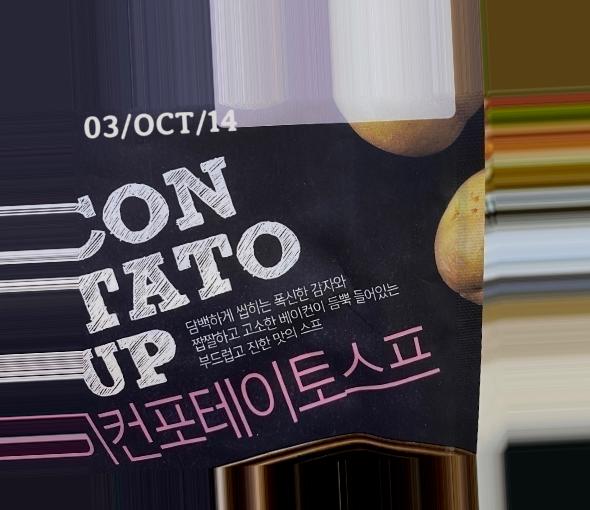 03/OCT/14
CON
TATO
UP
담백하게 씹히는 폭신한 감자와
짭짤하고 고소한 베이컨이 듬뿍 들어있는
부드럽고 진한 맛의 스프
컨포테이토스프